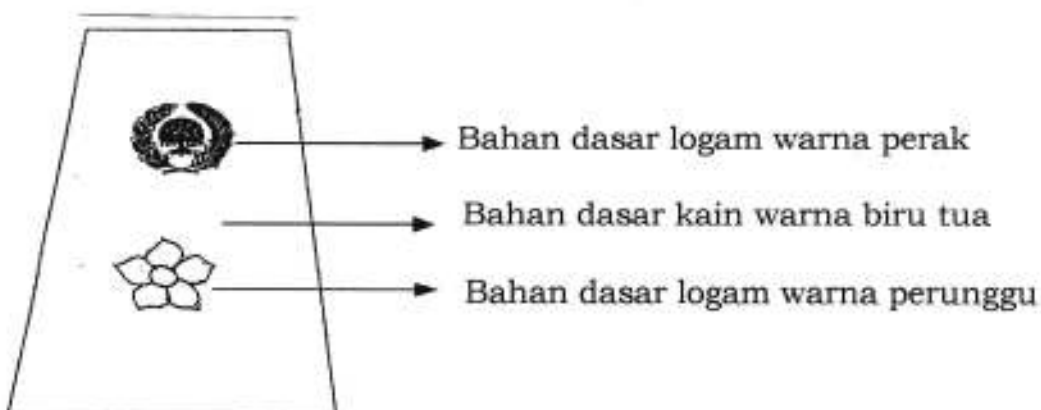 Bahan dasar logam warna perak
Bahan dasar kain warna biru tua
Bahan dasar logam warna perunggu